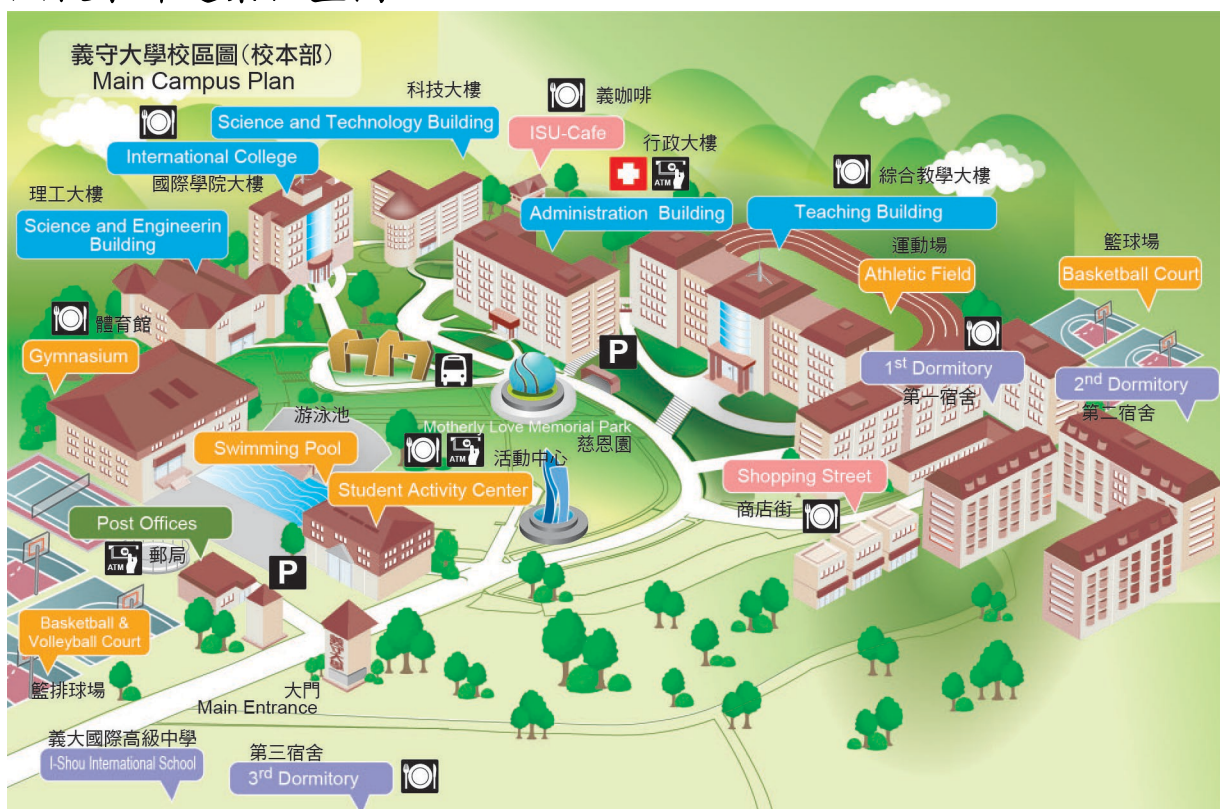 義守大學校區圖(校本部)
Main Campus Plan
科技大樓
Science and Technology Building
義咖啡
ISU-Cafe
International College
國際學院大樓
行政大樓
ATM
Administration Building
綜合教學大樓
Teaching Building
理工大樓
Science and Engineerin
Building
運動場
Athletic Field
籃球場
Basketball Court
體育館
Gymnasium
P
1st Dormitory
第一宿舍
2nd Dormitory
第二宿舍
游泳池
Swimming Pool
Motherly Love Memorial Park
慈恩園
ATM
活動中心
Student Activity Center
Shopping Street
商店街
Post Offices
ATM
郵局
P
Basketball &
Volleyball Court
籃排球場
大門
Main Entrance
義大國際高級中學
I-Shou International School
第三宿舍
3rd Dormitory